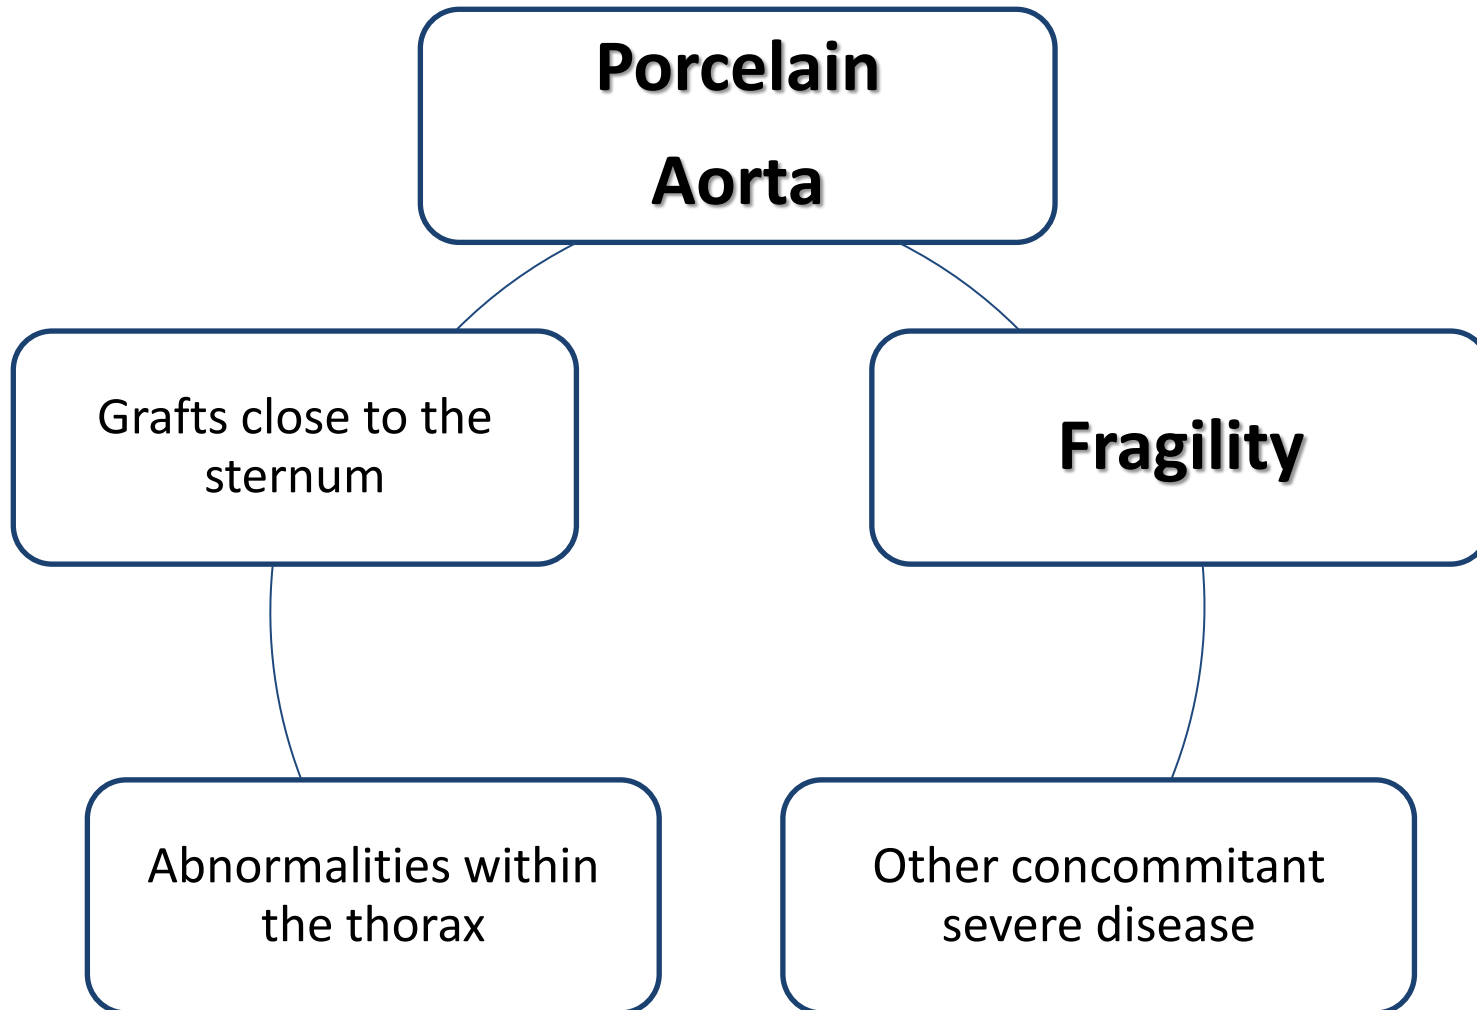 Porcelain
Aorta
Grafts close to the
sternum
Fragility
Abnormalities within
the thorax
Other concommitant
severe disease